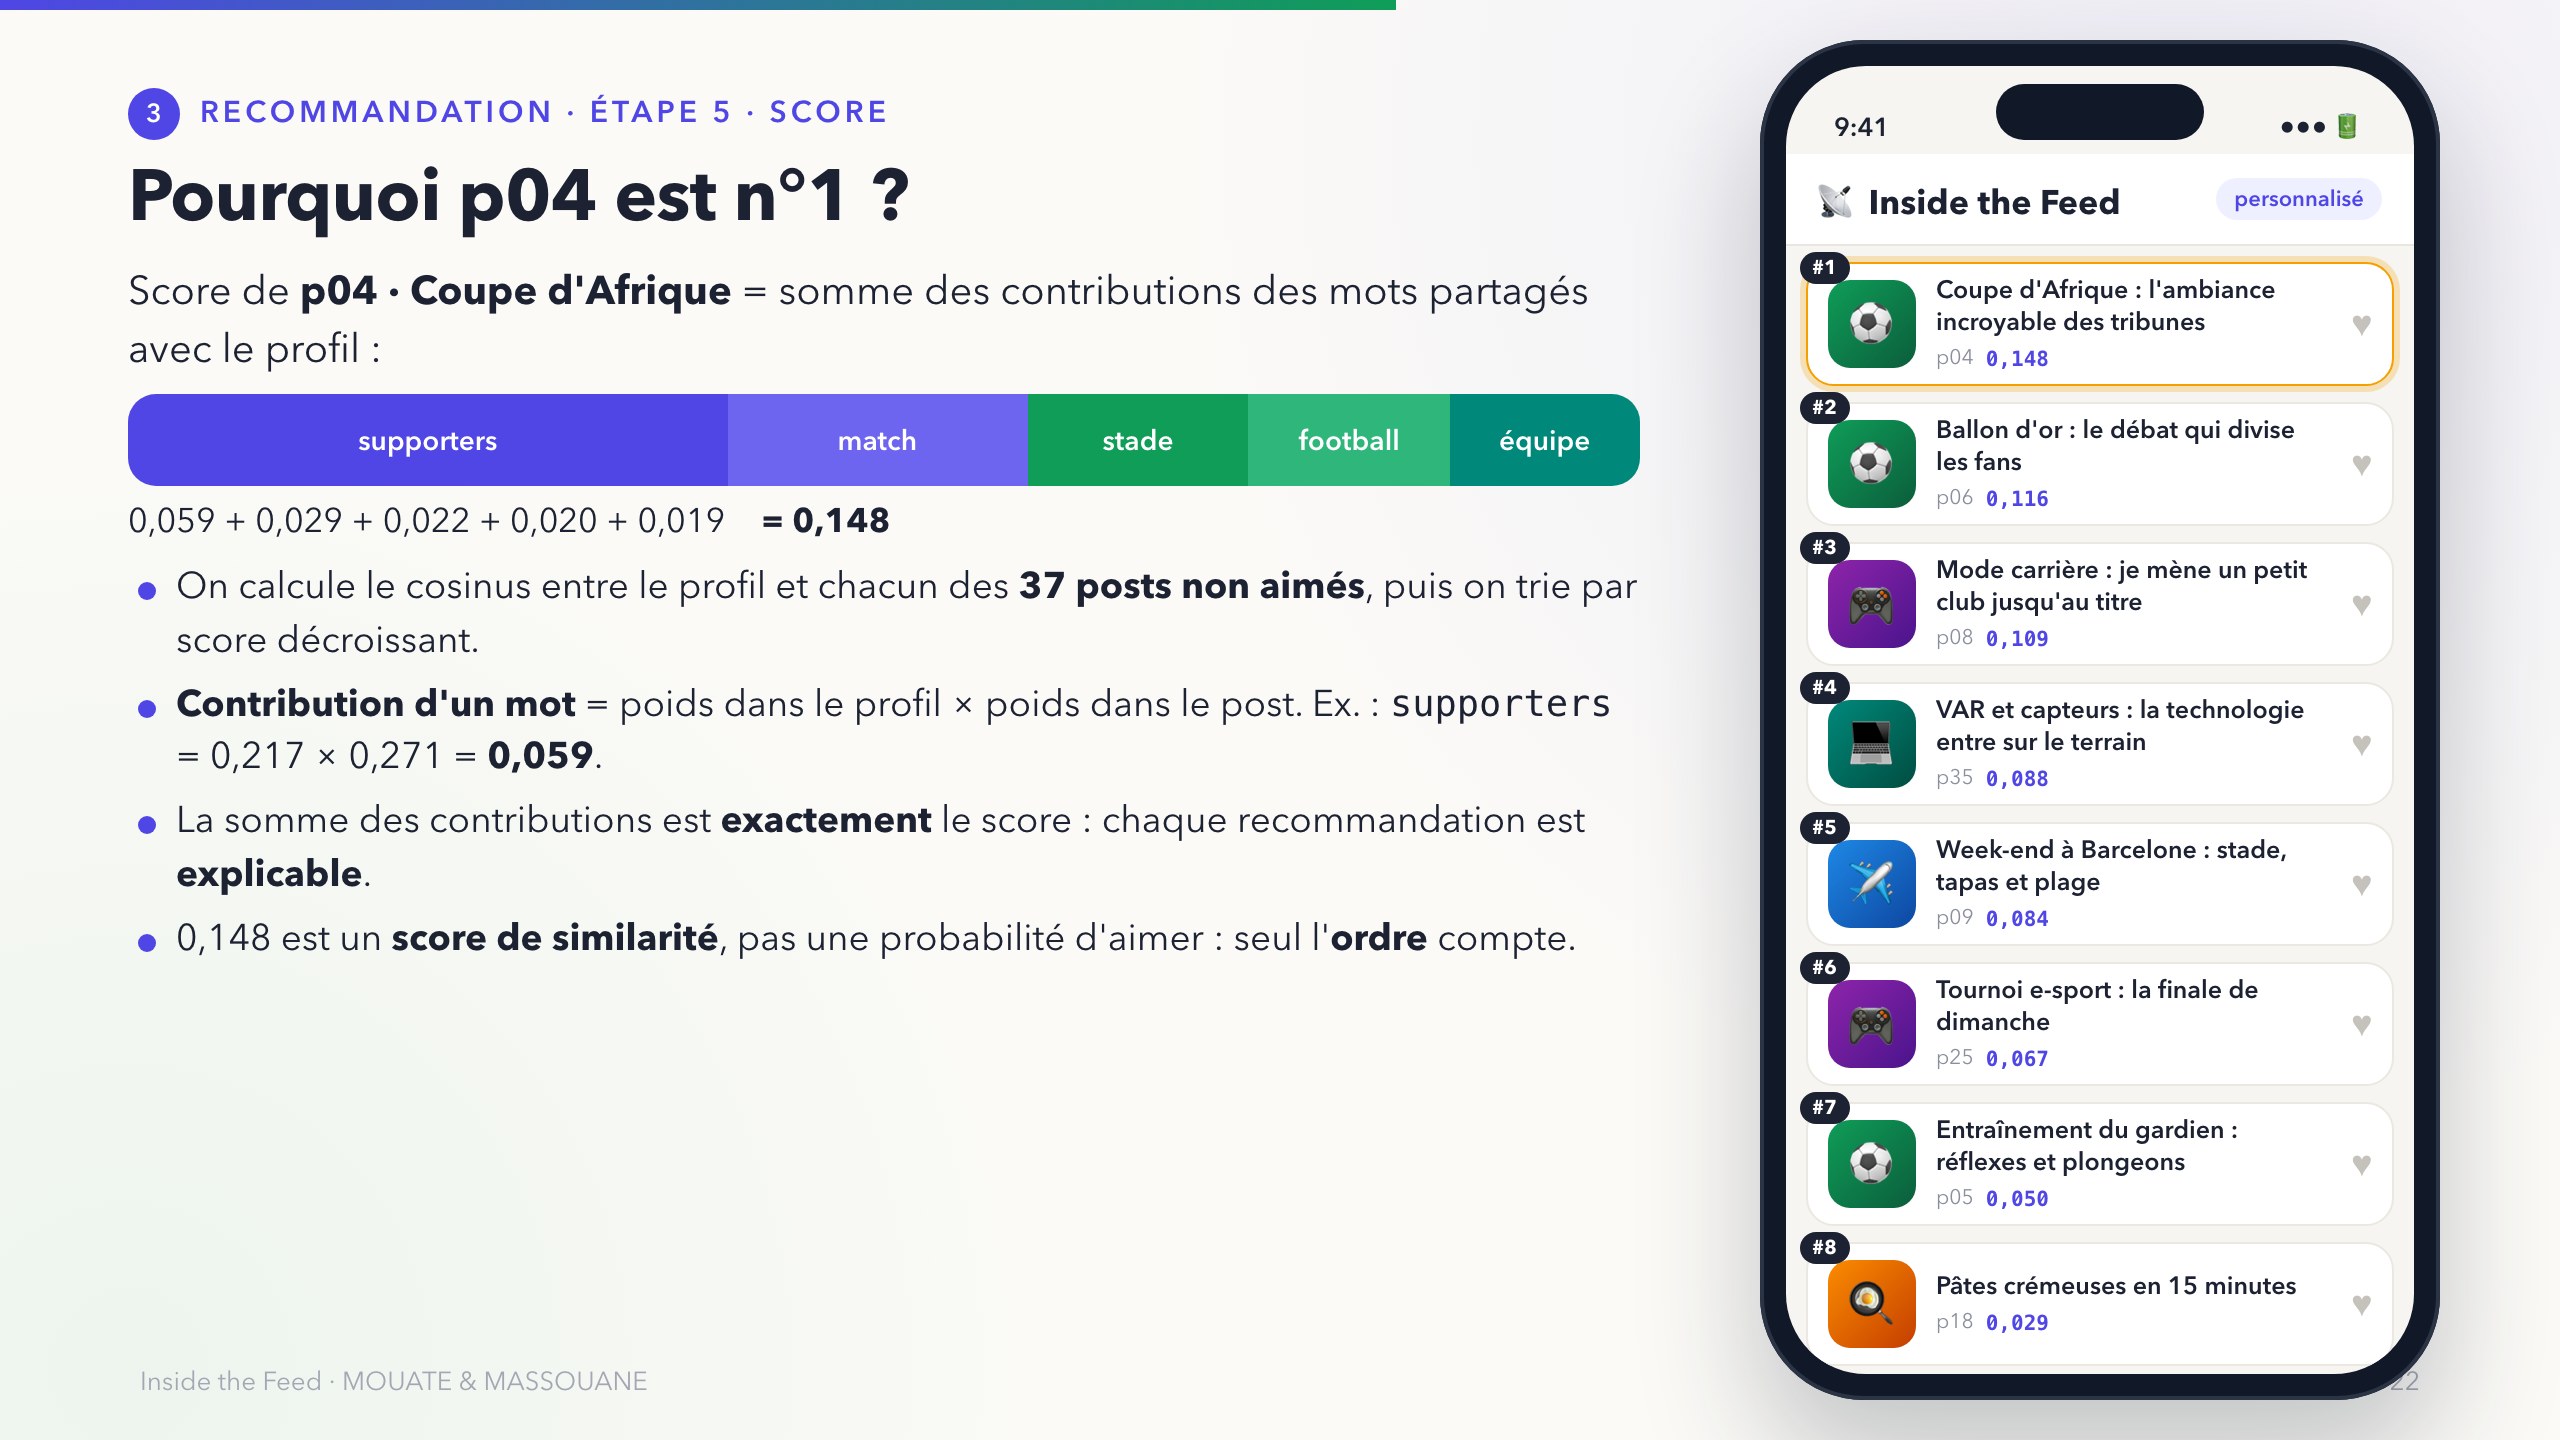 3 RECOMMANDATION · ÉTAPE 5 · SCORE
Pourquoi p04 est n°1 ?
Score de p04 · Coupe d'Afrique = somme des contributions des mots partagés
avec le profil :
supporters match stade football équipe
0,059 + 0,029 + 0,022 + 0,020 + 0,019 = 0,148
On calcule le cosinus entre le profil et chacun des 37 posts non aimés, puis on trie par
score décroissant.
Contribution d'un mot = poids dans le profil × poids dans le post. Ex. : supporters
= 0,217 × 0,271 = 0,059.
La somme des contributions est exactement le score : chaque recommandation est
explicable.
0,148 est un score de similarité, pas une probabilité d'aimer : seul l'ordre compte.
Inside the Feed · MOUATE & MASSOUANE
9:41
Inside the Feed personnalisé
#1
Coupe d'Afrique : l'ambiance
incroyable des tribunes
p04 0,148
#2
Ballon d'or : le débat qui divise
les fans
p06 0,116
#3
Mode carrière : je mène un petit
club jusqu'au titre
p08 0,109
#4
VAR et capteurs : la technologie
entre sur le terrain
p35 0,088
#5
Week-end à Barcelone : stade,
tapas et plage
p09 0,084
#6
Tournoi e-sport : la finale de
dimanche
p25 0,067
#7
Entraînement du gardien :
réflexes et plongeons
p05 0,050
#8
Pâtes crémeuses en 15 minutes
p18 0,029
22